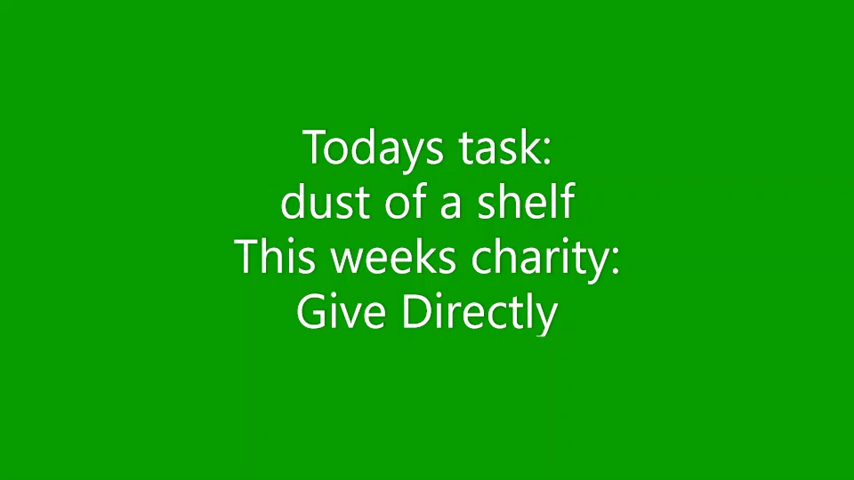 Todays task:
dust of a shelf
This weeks charity:
Give Directly